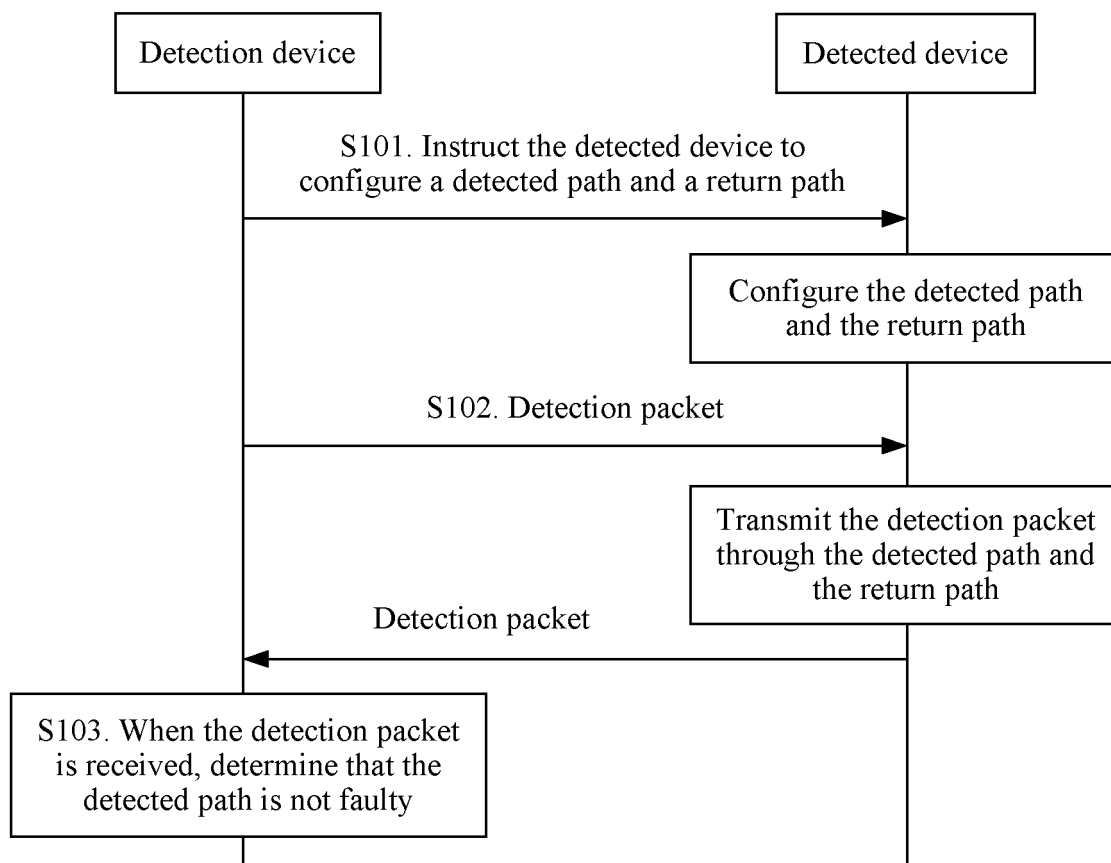 Detection device
Detected device
S101. Instruct the detected device to
configure a detected path and a return path
Configure the detected path
and the return path
S102. Detection packet
Transmit the detection packet
through the detected path and
the return path
Detection packet
S103. When the detection packet
is received, determine that the
detected path is not faulty